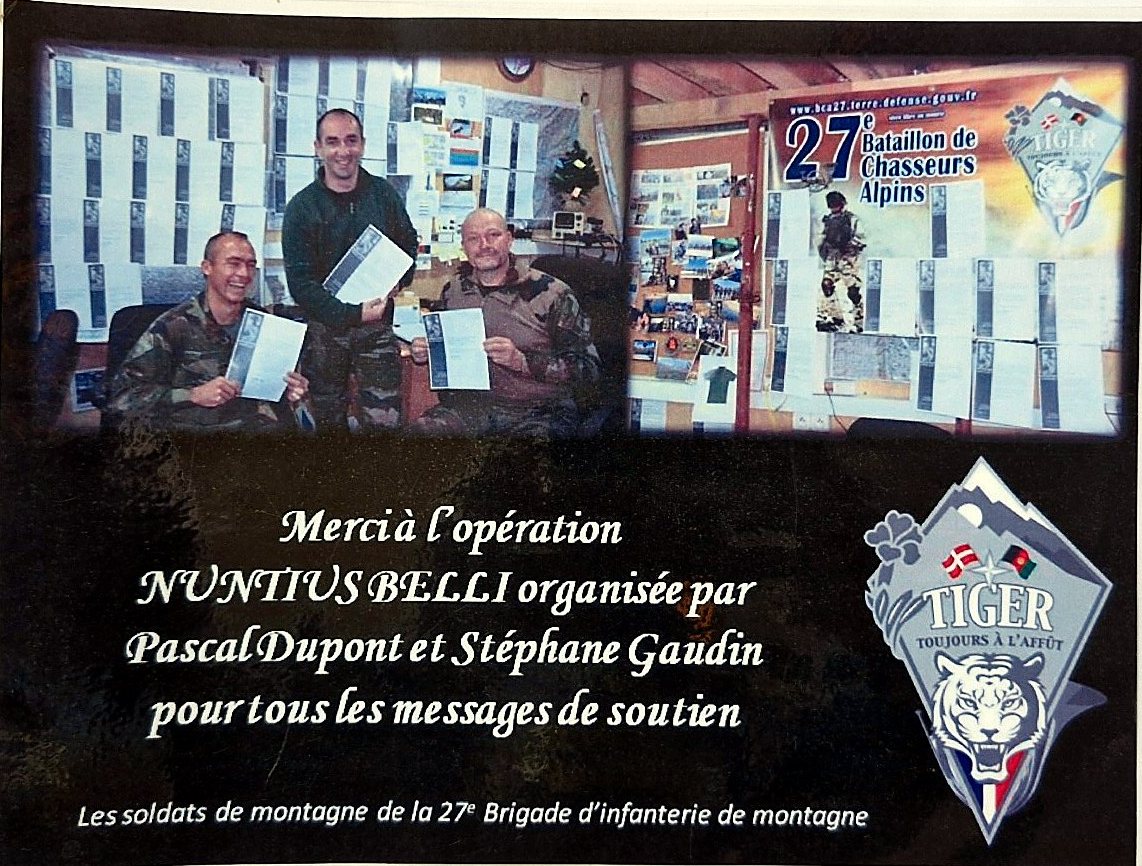 www.bca27.terre.defense.gouv.fr
27e
Bataillon de
Chasseurs
Alpins
TIGER
TOUJOURS À L'AFFÛT
Merci à l'opération
NUNTIUS BELLI organisée par
Pascal Dupont et Stéphane Gaudin
pour tous les messages de soutien
TIGER
TOUJOURS À L'AFFÛT
Les soldats de montagne de la 27e Brigade d'infanterie de montagne